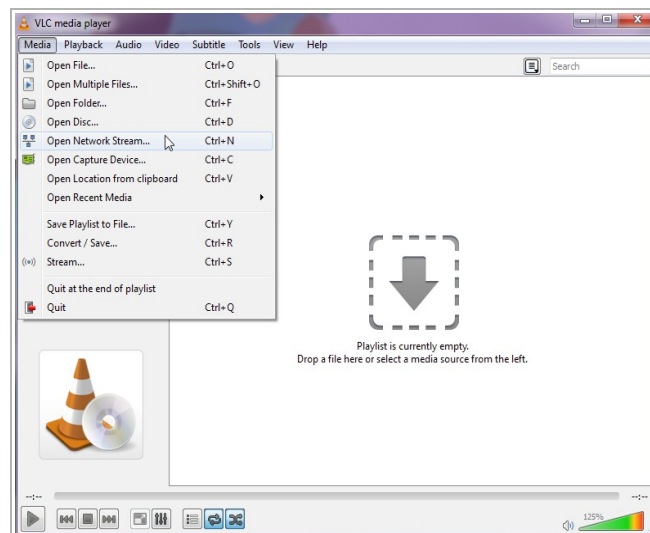 VLC media player
Media Playback Audio Video Subtitle Tools View Help
Open File... Ctrl+O
Search
Open Multiple Files... Ctrl+Shift+O
Open Folder... Ctrl+F
Open Disc... Ctrl+D
Open Network Stream... Ctrl+N
Open Capture Device... Ctrl+C
Open Location from clipboard Ctrl+V
Open Recent Media
Save Playlist to File... Ctrl+Y
Convert / Save... Ctrl+R
Stream... Ctrl+S
Quit at the end of playlist
Quit Ctrl+Q
Playlist is currently empty.
Drop a file here or select a media source from the left.
--:-- --:--
125%